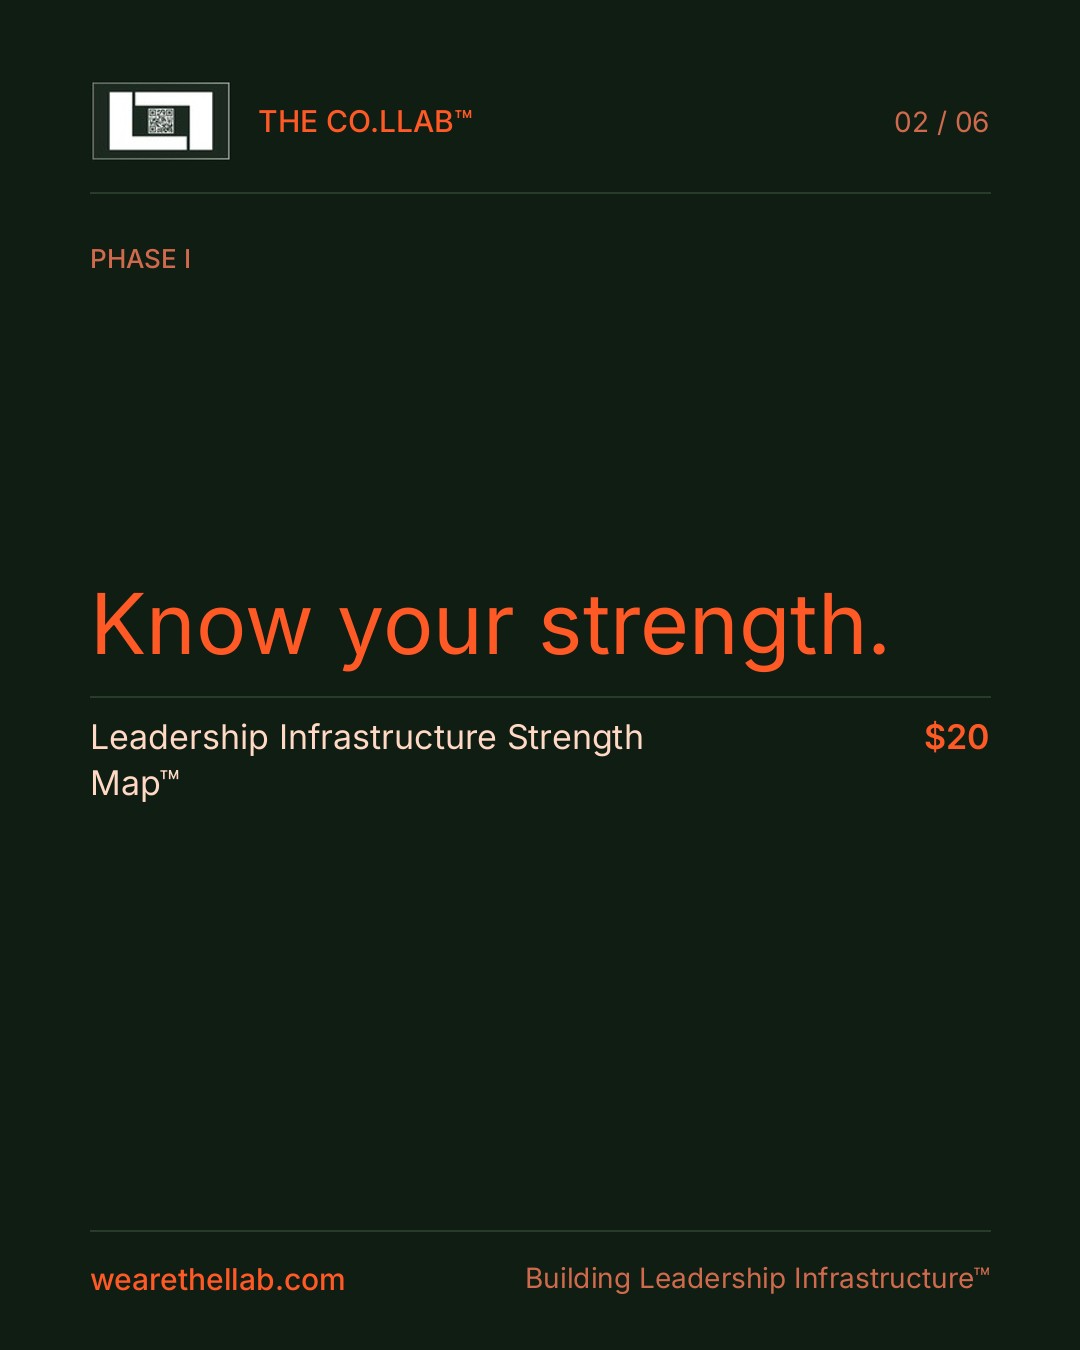 THE CO.LLAB™
02 / 06
PHASE I
Know your strength.
Leadership Infrastructure Strength
Map™
$20
wearethellab.com
Building Leadership Infrastructure™